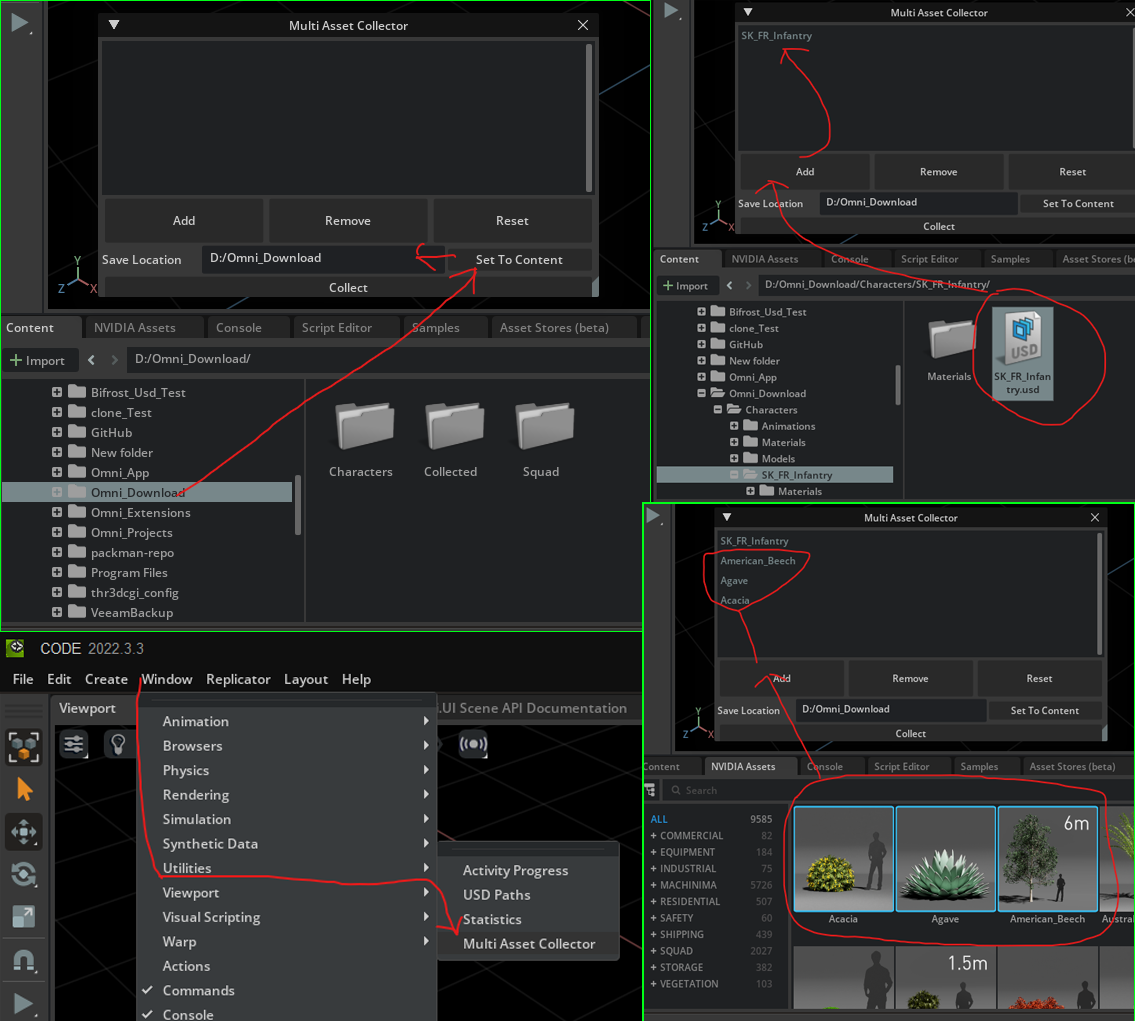 Multi Asset Collector
Add
Remove
Reset
Save Location
D:/Omni_Download
Set To Content
Collect
Y
Z
X
Content
NVIDIA Assets
Console
Script Editor
Samples
Asset Stores (beta)
Import
D:/Omni_Download/
Bifrost_Usd_Test
clone_Test
GitHub
New folder
Omni_App
Omni_Download
Omni_Extensions
Omni_Projects
packman-repo
Program Files
thr3dcgi_config
VeeamBackup
Characters
Collected
Squad
Multi Asset Collector
SK_FR_Infantry
Add
Remove
Reset
Save Location
D:/Omni_Download
Set To Content
Collect
Y
Z
X
Content
NVIDIA Assets
Console
Script Editor
Samples
Asset Stores (b
Import
D:/Omni_Download/Characters/SK_FR_Infantry/
Bifrost_Usd_Test
clone_Test
GitHub
New folder
Omni_App
Omni_Download
Characters
Animations
Materials
Models
SK_FR_Infantry
Materials
Materials
USD
SK_FR_Infan
try.usd
CODE 2022.3.3
File Edit Create Window Replicator Layout Help
Viewport
.UI Scene API Documentation
Animation
Browsers
Physics
Rendering
Simulation
Synthetic Data
Utilities
Viewport
Visual Scripting
Warp
Actions
Commands
Console
Activity Progress
USD Paths
Statistics
Multi Asset Collector
Multi Asset Collector
SK_FR_Infantry
American_Beech
Agave
Acacia
Add
Remove
Reset
Save Location
D:/Omni_Download
Set To Content
Collect
Y
Z
X
Content
NVIDIA Assets
Console
Script Editor
Samples
Asset Stores (beta)
Search
ALL 9585
COMMERCIAL 82
EQUIPMENT 184
INDUSTRIAL 75
MACHINIMA 5726
RESIDENTIAL 507
SAFETY 60
SHIPPING 439
SQUAD 2027
STORAGE 382
VEGETATION 103
6m
Acacia
Agave
American_Beech
Austra
1.5m